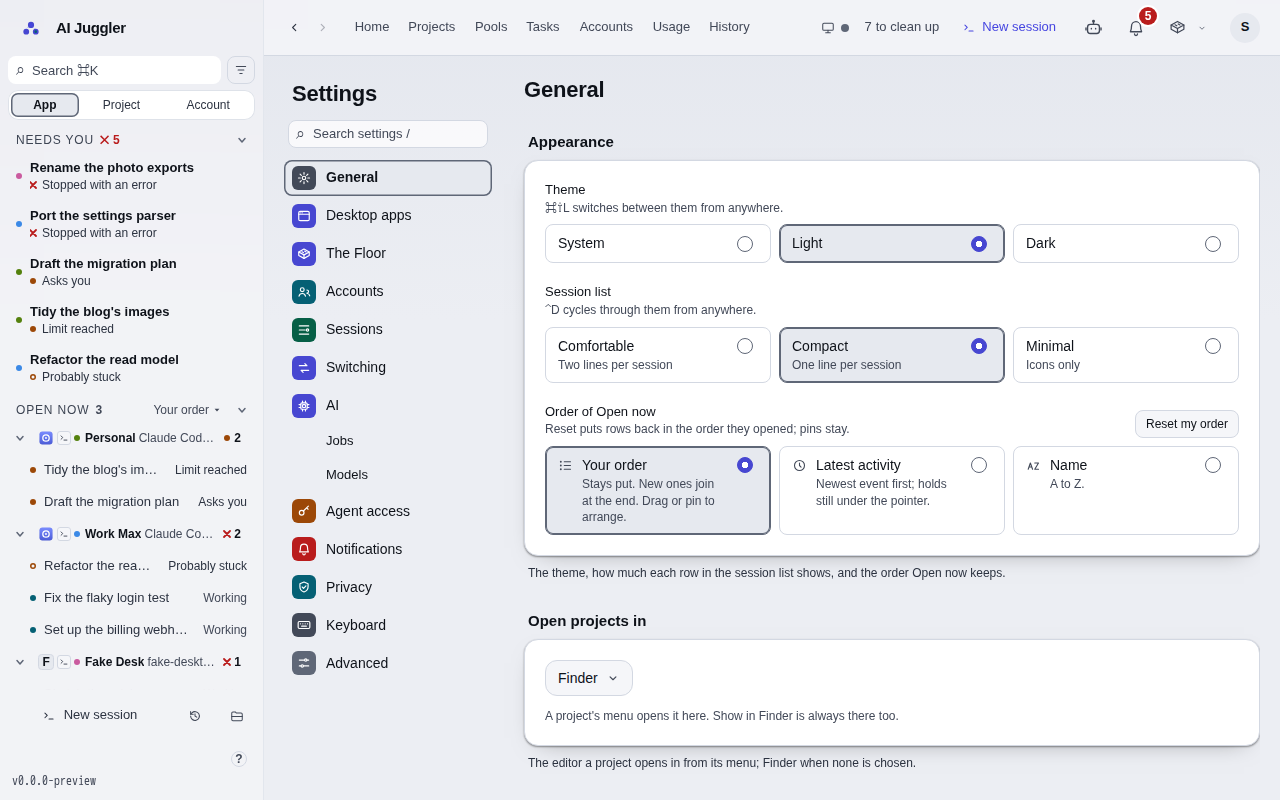 AI Juggler
Search ⌘K
App Project Account
NEEDS YOU 5
Rename the photo exports
Stopped with an error
Port the settings parser
Stopped with an error
Draft the migration plan
Asks you
Tidy the blog's images
Limit reached
Refactor the read model
Probably stuck
OPEN NOW 3 Your order
Personal Claude Cod… 2
Tidy the blog's im… Limit reached
Draft the migration plan Asks you
Work Max Claude Co… 2
Refactor the rea… Probably stuck
Fix the flaky login test Working
Set up the billing webh… Working
F Fake Desk fake-deskt… 1
New session
?
v0.0.0-preview
Home Projects Pools Tasks Accounts Usage History
7 to clean up New session 5 S
Settings
Search settings /
General
Desktop apps
The Floor
Accounts
Sessions
Switching
AI
Jobs
Models
Agent access
Notifications
Privacy
Keyboard
Advanced
General
Appearance
Theme
⌘⇧L switches between them from anywhere.
System Light Dark
Session list
^D cycles through them from anywhere.
Comfortable
Two lines per session
Compact
One line per session
Minimal
Icons only
Order of Open now
Reset puts rows back in the order they opened; pins stay.
Reset my order
Your order
Stays put. New ones join
at the end. Drag or pin to
arrange.
Latest activity
Newest event first; holds
still under the pointer.
AZ Name
A to Z.
The theme, how much each row in the session list shows, and the order Open now keeps.
Open projects in
Finder
A project's menu opens it here. Show in Finder is always there too.
The editor a project opens in from its menu; Finder when none is chosen.